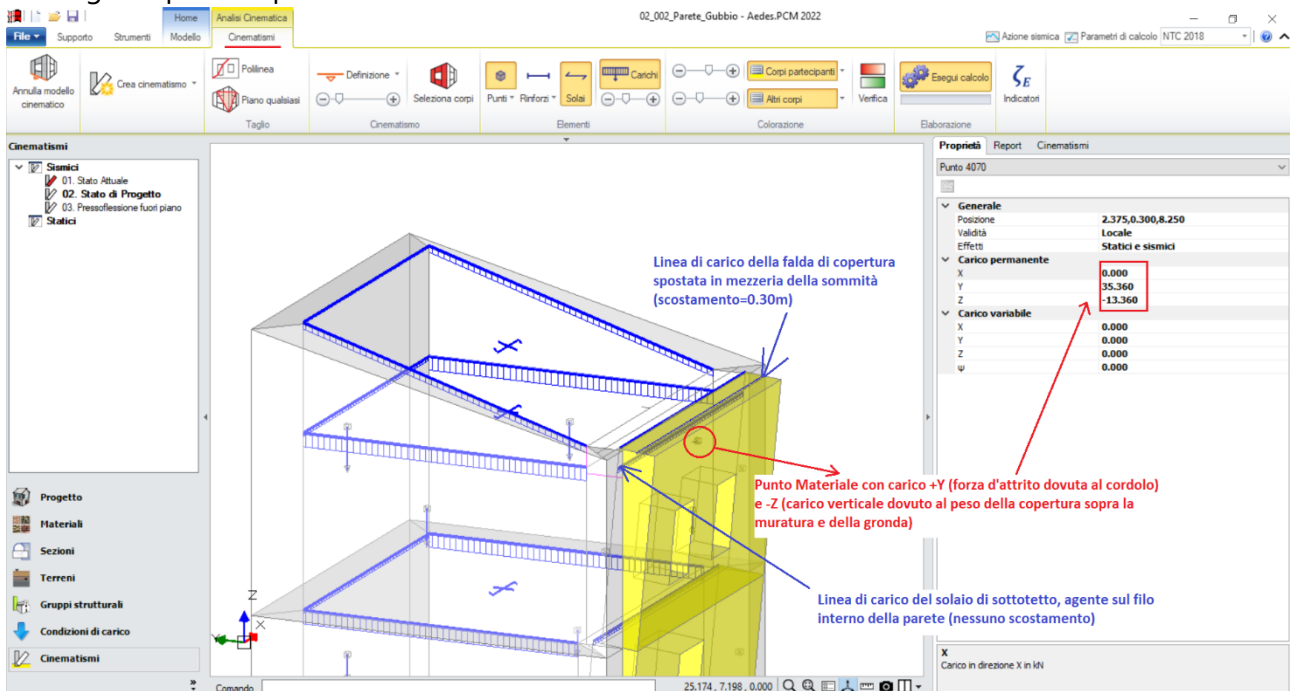 02_002_Parete_Gubbio - Aedes.PCM 2022
Home
Analisi Cinematica
File
Supporto
Strumenti
Modello
Cinematismi
Azione sismica
Parametri di calcolo
NTC 2018
Annulla modello cinematico
Crea cinematismo
Polilinea
Piano qualsiasi
Taglio
Definizione
Seleziona corpi
Cinematismo
Punti
Rinforzi
Solai
Carichi
Elementi
Corpi partecipanti
Altri corpi
Verifica
Colorazione
Esegui calcolo
Elaborazione
ζE
Indicatori
Cinematismi
Sismici
01. Stato Attuale
02. Stato di Progetto
03. Pressoflessione fuori piano
Statici
Progetto
Materiali
Sezioni
Terreni
Gruppi strutturali
Condizioni di carico
Cinematismi
Linea di carico della falda di copertura
spostata in mezzeria della sommità
(scostamento=0.30m)
Punto Materiale con carico +Y (forza d'attrito dovuta al cordolo)
e -Z (carico verticale dovuto al peso della copertura sopra la
muratura e della gronda)
Linea di carico del solaio di sottotetto, agente sul filo
interno della parete (nessuno scostamento)
Z
X
Y
Comando
25.174 , 7.198 , 0.000
Proprietà Report Cinematismi
Punto 4070
Generale
Posizione 2.375,0.300,8.250
Validità Locale
Effetti Statici e sismici
Carico permanente
X 0.000
Y 35.360
Z -13.360
Carico variabile
X 0.000
Y 0.000
Z 0.000
ψ 0.000
X
Carico in direzione X in kN